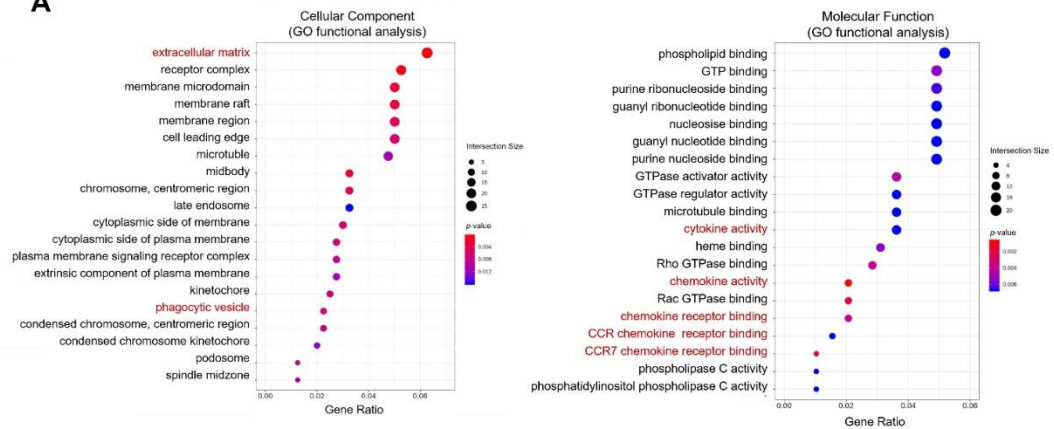 A
Cellular Component
(GO functional analysis)
extracellular matrix
receptor complex
membrane microdomain
membrane raft
membrane region
cell leading edge
microtuble
midbody
chromosome, centromeric region
late endosome
cytoplasmic side of membrane
cytoplasmic side of plasma membrane
plasma membrane signaling receptor complex
extrinsic component of plasma membrane
kinetochore
phagocytic vesicle
condensed chromosome, centromeric region
condensed chromosome kinetochore
podosome
spindle midzone
0.00 0.02 0.04 0.06
Gene Ratio
Intersection Size
5
10
15
20
25
p-value
0.004
0.008
0.012
Molecular Function
(GO functional analysis)
phospholipid binding
GTP binding
purine ribonucleoside binding
guanyl ribonucleotide binding
nucleosise binding
guanyl nucleotide binding
purine nucleoside binding
GTPase activator activity
GTPase regulator activity
microtubule binding
cytokine activity
heme binding
Rho GTPase binding
chemokine activity
Rac GTPase binding
chemokine receptor binding
CCR chemokine receptor binding
CCR7 chemokine receptor binding
phospholipase C activity
phosphatidylinositol phospholipase C activity
0.00 0.02 0.04 0.06
Gene Ratio
Intersection Size
4
8
12
16
20
p-value
0.002
0.004
0.006